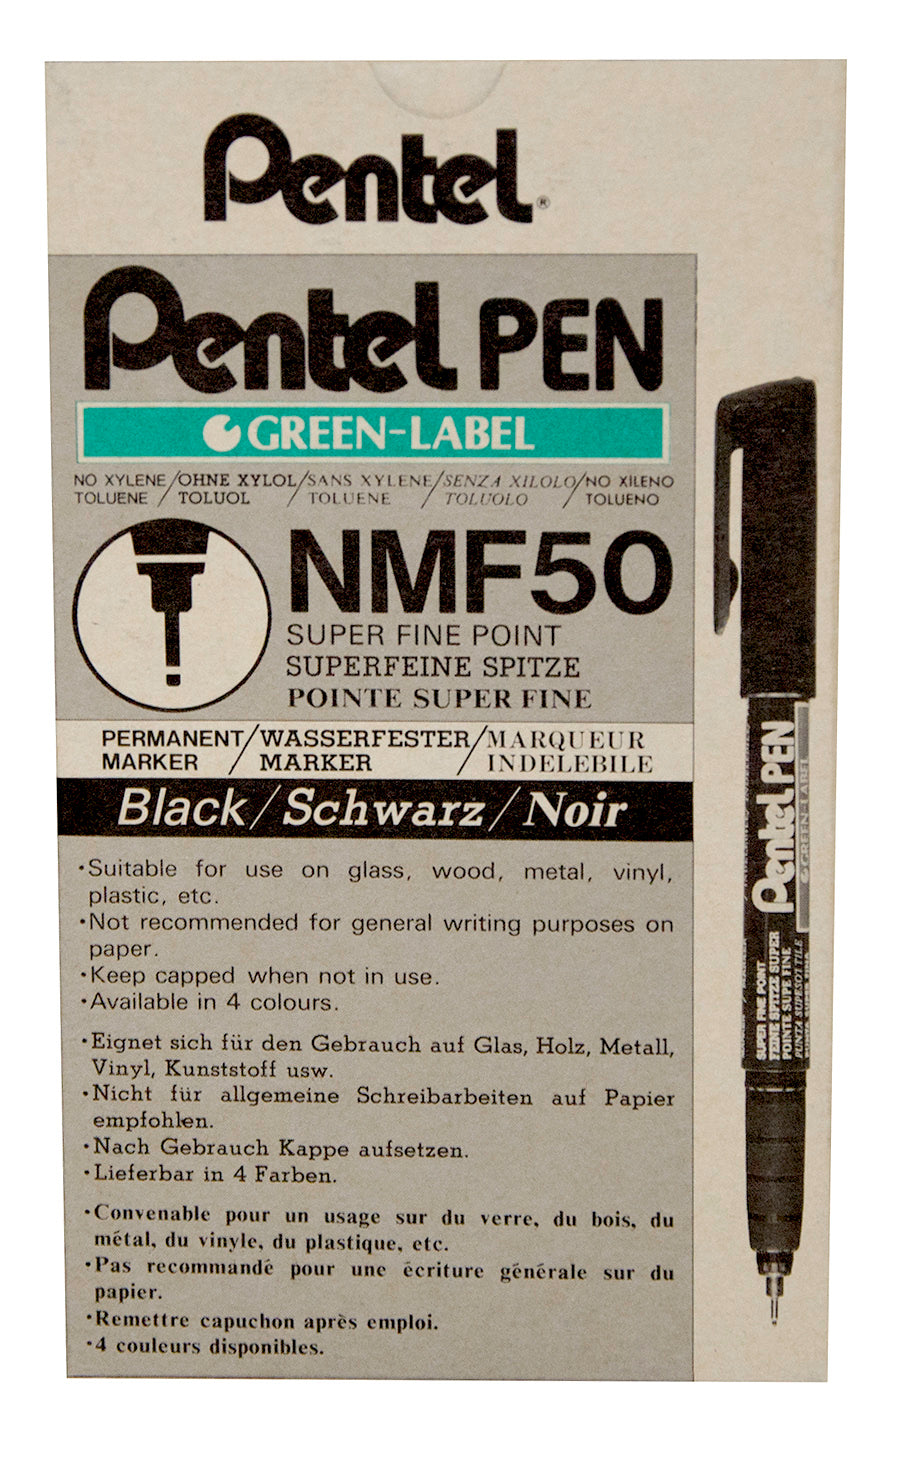 Pentel®
Pentel PEN
GREEN-LABEL
NO XYLENE/OHNE XYLOL/SANS XYLENE/SENZA XILOLO/NO XILENO
TOLUENE / TOLUOL / TOLUENE / TOLUOLO / TOLUENO
NMF50
SUPER FINE POINT
SUPERFEINE SPITZE
POINTE SUPER FINE
PERMANENT/WASSERFESTER/MARQUEUR
MARKER / MARKER / INDELEBILE
Black/Schwarz/Noir
•Suitable for use on glass, wood, metal, vinyl,
plastic, etc.
•Not recommended for general writing purposes on
paper.
•Keep capped when not in use.
•Available in 4 colours.
•Eignet sich für den Gebrauch auf Glas, Holz, Metall,
Vinyl, Kunststoff usw.
•Nicht für allgemeine Schreibarbeiten auf Papier
empfohlen.
•Nach Gebrauch Kappe aufsetzen.
•Lieferbar in 4 Farben.
•Convenable pour un usage sur du verre, du bois, du
métal, du vinyle, du plastique, etc.
•Pas recommandé pour une écriture générale sur du
papier.
•Remettre capuchon après emploi.
•4 couleurs disponibles.
Pentel PEN
GREEN-LABEL
SUPER FINE POINT
FEINE SPITZE SUPER
POINTE SUPE FINE